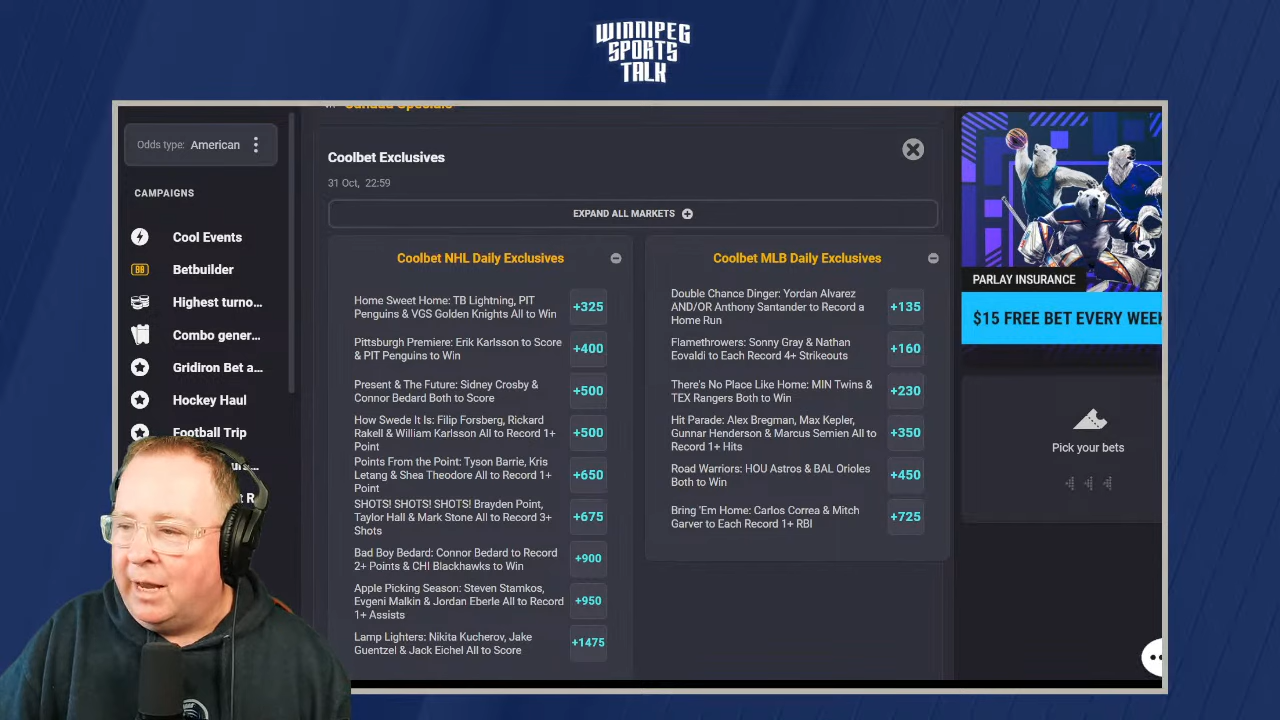 WINNIPEG
SPORTS
TALK
Canada Specials
Odds type: American
CAMPAIGNS
Cool Events
BB
Betbuilder
Highest turno...
Combo gener...
Gridiron Bet a...
Hockey Haul
Football Trip
Coolbet Exclusives
31 Oct, 22:59
EXPAND ALL MARKETS
Coolbet NHL Daily Exclusives
Home Sweet Home: TB Lightning, PIT
Penguins & VGS Golden Knights All to Win
+325
Pittsburgh Premiere: Erik Karlsson to Score
& PIT Penguins to Win
+400
Present & The Future: Sidney Crosby &
Connor Bedard Both to Score
+500
How Swede It Is: Filip Forsberg, Rickard
Rakell & William Karlsson All to Record 1+
Point
+500
Points From the Point: Tyson Barrie, Kris
Letang & Shea Theodore All to Record 1+
Point
+650
SHOTS! SHOTS! SHOTS! Brayden Point,
Taylor Hall & Mark Stone All to Record 3+
Shots
+675
Bad Boy Bedard: Connor Bedard to Record
2+ Points & CHI Blackhawks to Win
+900
Apple Picking Season: Steven Stamkos,
Evgeni Malkin & Jordan Eberle All to Record
1+ Assists
+950
Lamp Lighters: Nikita Kucherov, Jake
Guentzel & Jack Eichel All to Score
+1475
Coolbet MLB Daily Exclusives
Double Chance Dinger: Yordan Alvarez
AND/OR Anthony Santander to Record a
Home Run
+135
Flamethrowers: Sonny Gray & Nathan
Eovaldi to Each Record 4+ Strikeouts
+160
There's No Place Like Home: MIN Twins &
TEX Rangers Both to Win
+230
Hit Parade: Alex Bregman, Max Kepler,
Gunnar Henderson & Marcus Semien All to
Record 1+ Hits
+350
Road Warriors: HOU Astros & BAL Orioles
Both to Win
+450
Bring 'Em Home: Carlos Correa & Mitch
Garver to Each Record 1+ RBI
+725
PARLAY INSURANCE
$15 FREE BET EVERY WEEK
Pick your bets